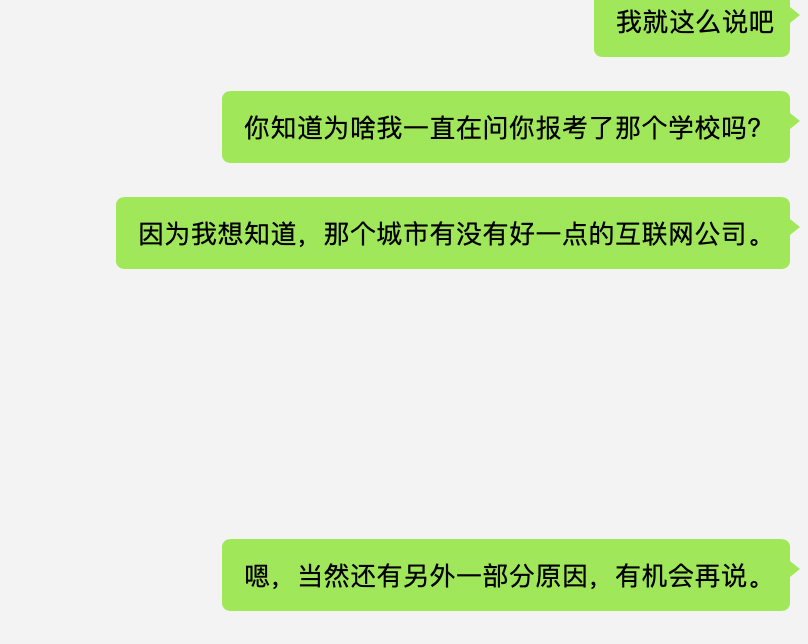 我就这么说吧
你知道为啥我一直在问你报考了那个学校吗？
因为我想知道，那个城市有没有好一点的互联网公司。
嗯，当然还有另外一部分原因，有机会再说。